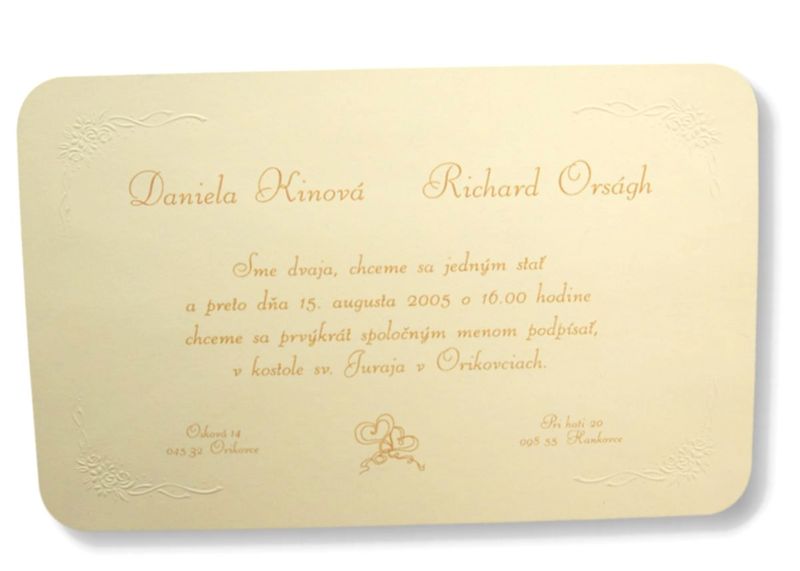 Daniela Kinová Richard Orságh
Sme dvaja, chceme sa jedným stať
a preto dňa 15. augusta 2005 o 16.00 hodine
chceme sa prvýkrát spoločným menom podpísať,
v kostole sv. Juraja v Orikovciach.
Osková 14
045 32 Orikovce
Pri hati 20
098 55 Hankovce